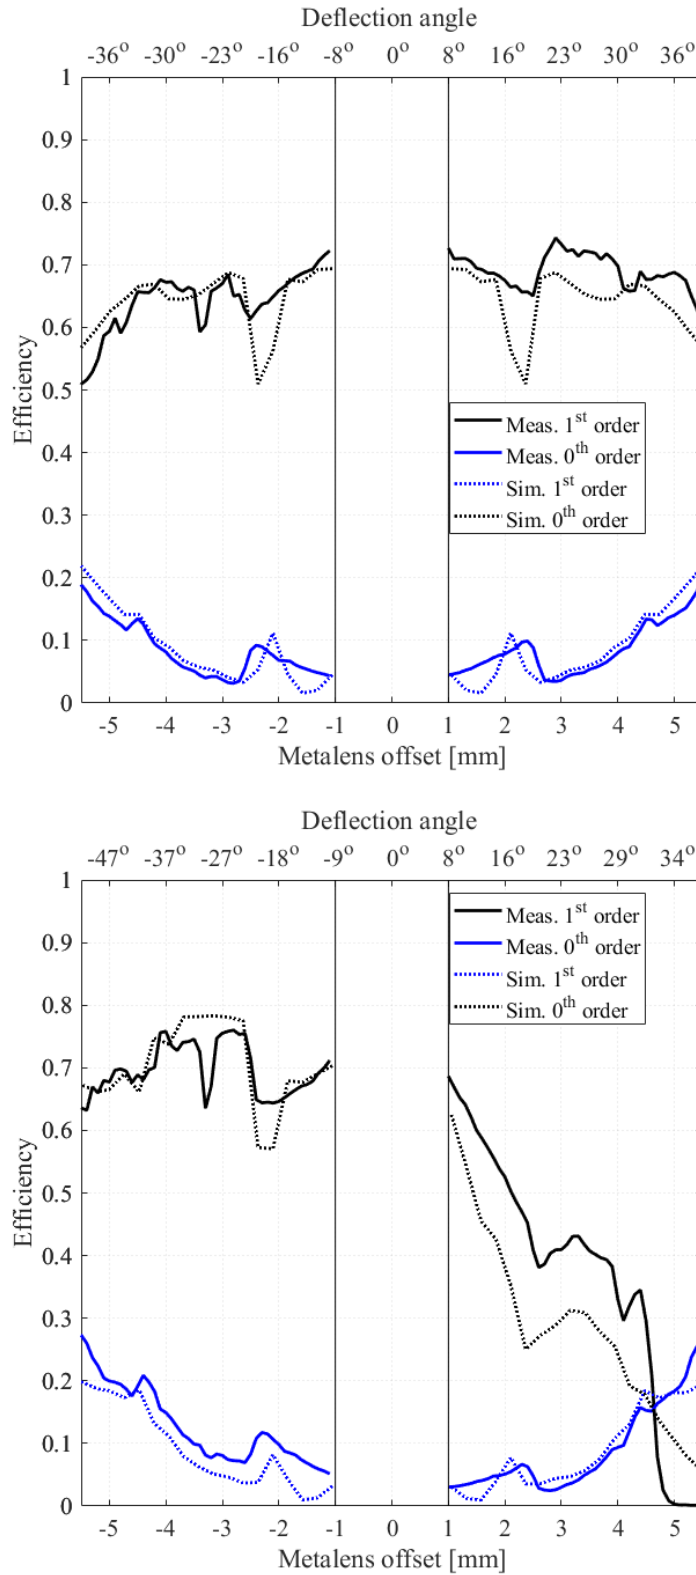 Deflection angle
-36° -30° -23° -16° -8° 0° 8° 16° 23° 30° 36°
1
0.9
0.8
0.7
0.6
0.5
0.4
0.3
0.2
0.1
0
Efficiency
Meas. 1st order
Meas. 0th order
Sim. 1st order
Sim. 0th order
-5 -4 -3 -2 -1 0 1 2 3 4 5
Metalens offset [mm]
Deflection angle
-47° -37° -27° -18° -9° 0° 8° 16° 23° 29° 34°
1
0.9
0.8
0.7
0.6
0.5
0.4
0.3
0.2
0.1
0
Efficiency
Meas. 1st order
Meas. 0th order
Sim. 1st order
Sim. 0th order
-5 -4 -3 -2 -1 0 1 2 3 4 5
Metalens offset [mm]